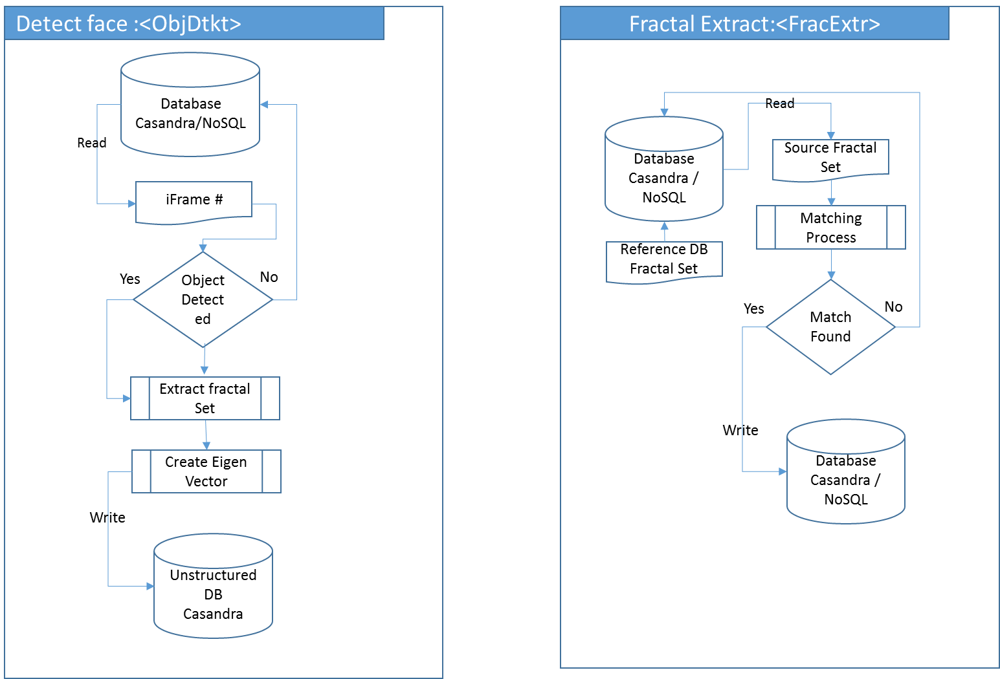 Detect face :<ObjDtkt>
Database
Casandra/NoSQL
Read
iFrame #
Yes
No
Object
Detect
ed
Extract fractal
Set
Create Eigen
Vector
Write
Unstructured
DB
Casandra
Fractal Extract:<FracExtr>
Read
Database
Casandra /
NoSQL
Source Fractal
Set
Matching
Process
Reference DB
Fractal Set
Yes
No
Match
Found
Write
Database
Casandra /
NoSQL